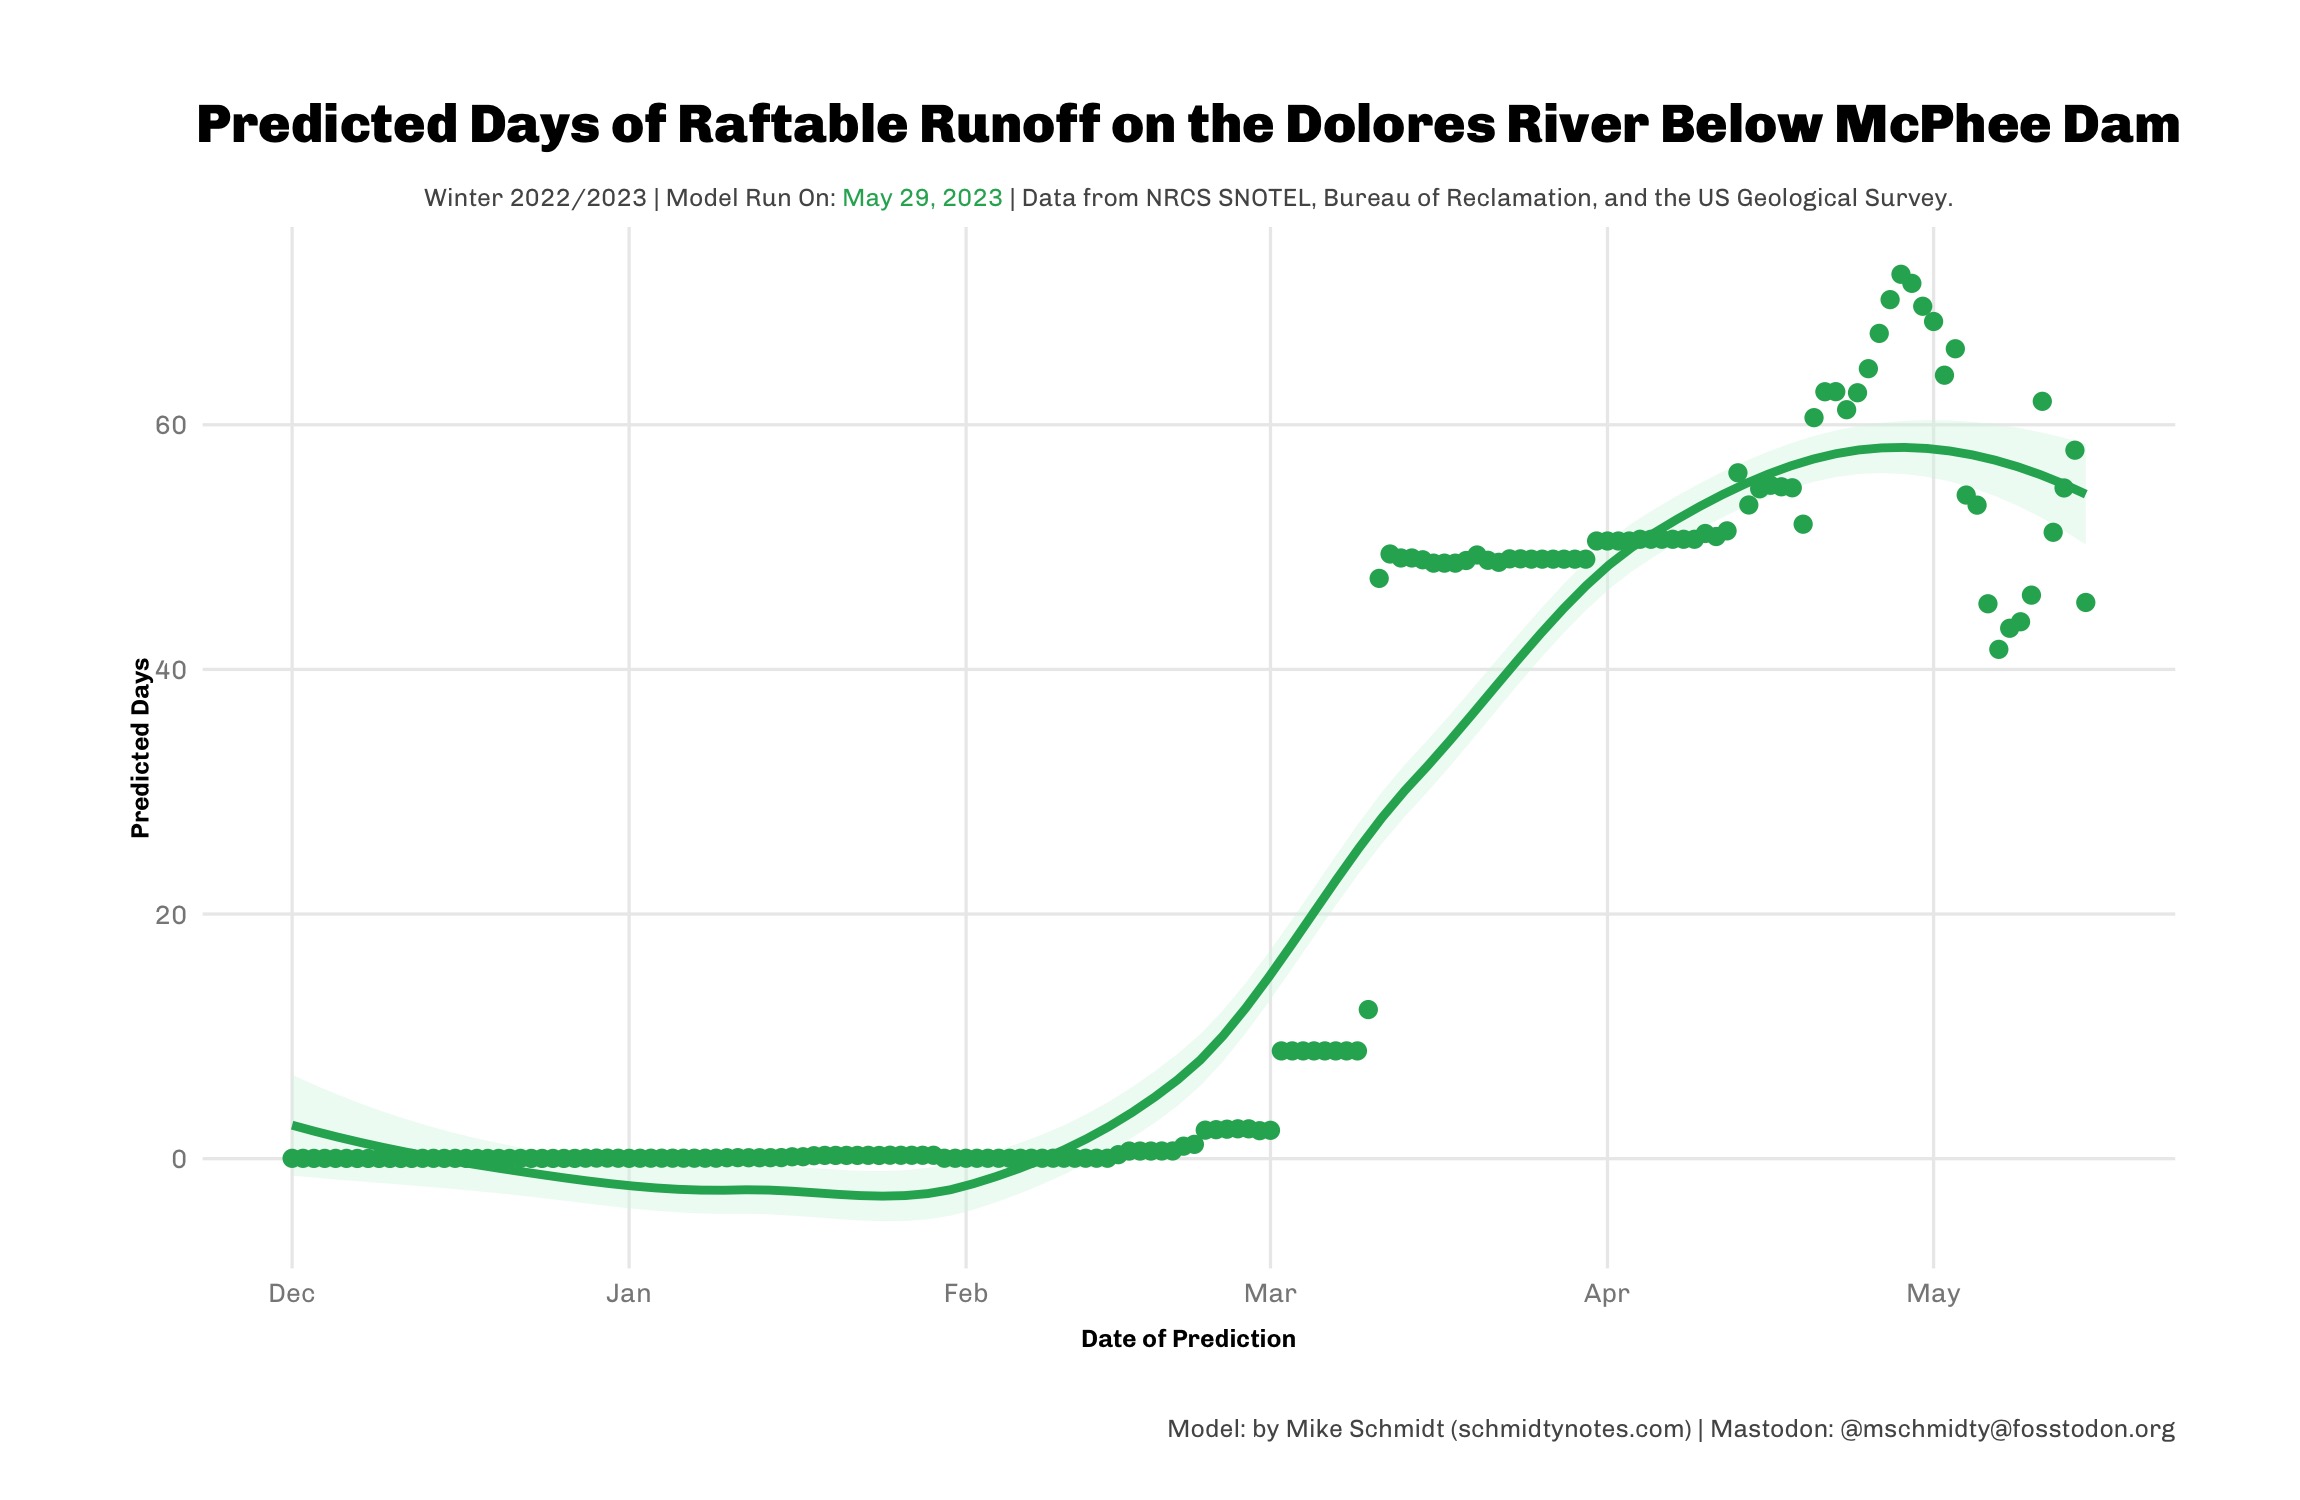 Predicted Days of Raftable Runoff on the Dolores River Below McPhee Dam
Winter 2022/2023 | Model Run On: May 29, 2023 | Data from NRCS SNOTEL, Bureau of Reclamation, and the US Geological Survey.
Predicted Days
60
40
20
0
Dec Jan Feb Mar Apr May
Date of Prediction
Model: by Mike Schmidt (schmidtynotes.com) | Mastodon: @mschmidty@fosstodon.org